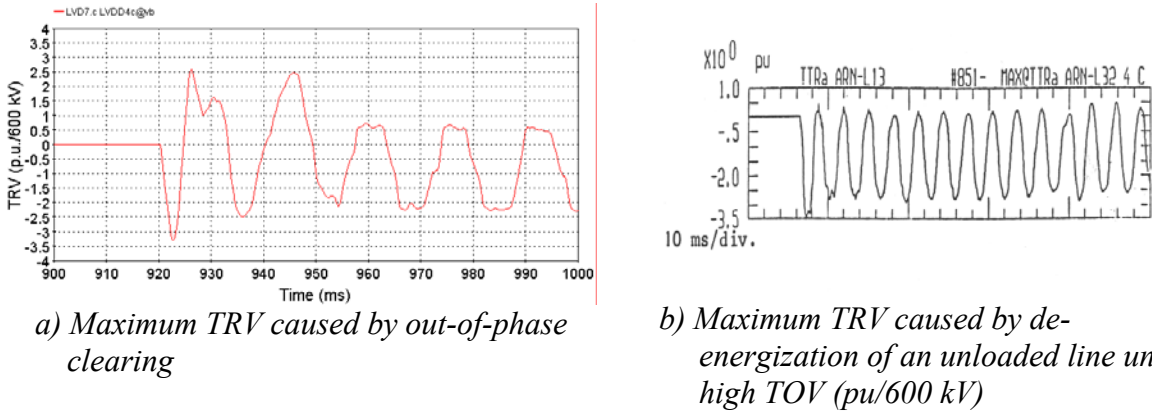 LVD7.c LVDD4c@vb
4
3.5
3
2.5
2
1.5
1
0.5
0
-0.5
-1
-1.5
-2
-2.5
-3
-3.5
-4
TRV (p.u./600 kV)
900 910 920 930 940 950 960 970 980 990 1000
Time (ms)
a) Maximum TRV caused by out-of-phase
clearing
X10⁰ pu
TTRa ARN-L13 #851- MAX@TTRa ARN-L32 4 C
1.0
-.5
-2.0
-3.5
10 ms/div.
b) Maximum TRV caused by de-
energization of an unloaded line un
high TOV (pu/600 kV)